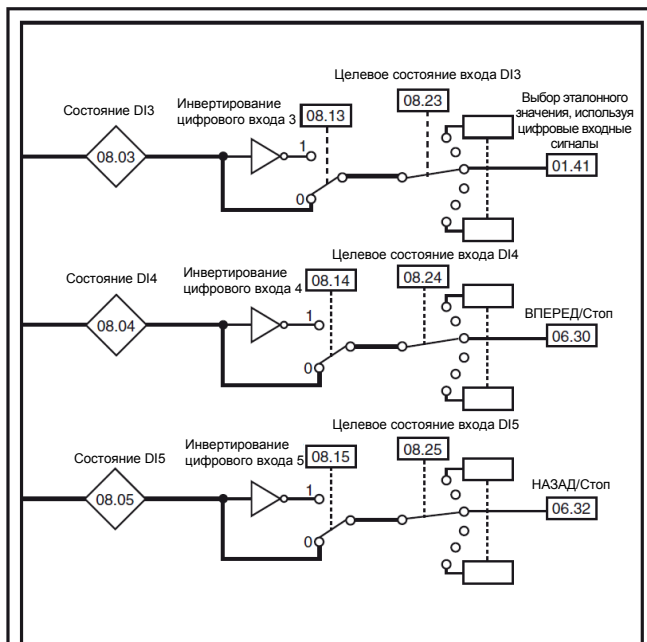 Целевое состояние входа DI3
Состояние DI3
Инвертирование
цифрового входа 3
08.13
08.23
Выбор эталонного
значения, используя
цифровые входные
сигналы
08.03
1
0
01.41
Целевое состояние входа DI4
Состояние DI4
Инвертирование
цифрового входа 4
08.14
08.24
ВПЕРЕД/Стоп
08.04
1
0
06.30
Целевое состояние входа DI5
Состояние DI5
Инвертирование
цифрового входа 5
08.15
08.25
НАЗАД/Стоп
08.05
1
0
06.32